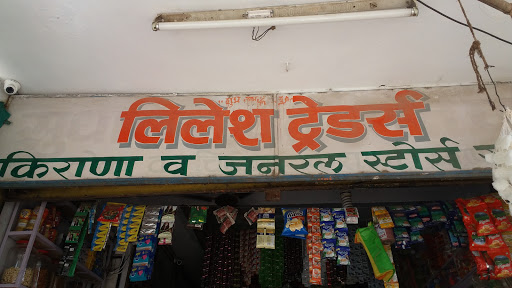 लिलेश ट्रेडर्स
किराणा व जनरल स्टोर्स